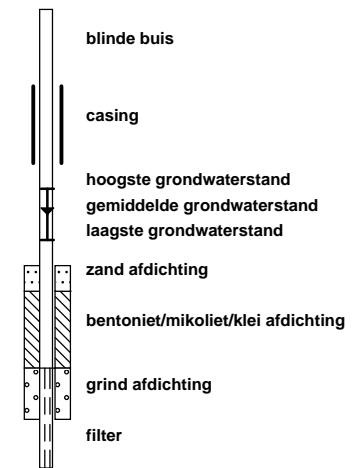 blinde buis
casing
hoogste grondwaterstand
gemiddelde grondwaterstand
laagste grondwaterstand
zand afdichting
bentoniet/mikoliet/klei afdichting
grind afdichting
filter